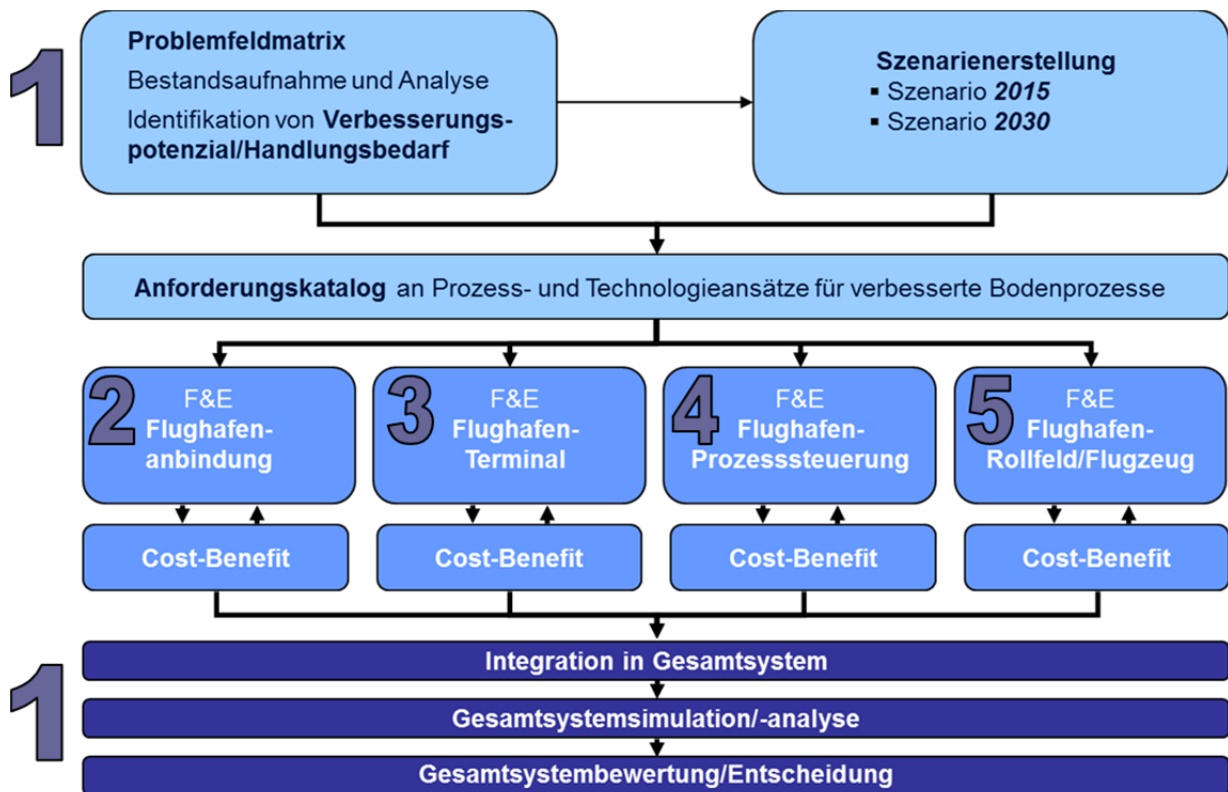 1
Problemfeldmatrix
Bestandsaufnahme und Analyse
Identifikation von Verbesserungs-
potenzial/Handlungsbedarf
Szenarienerstellung
▪ Szenario 2015
▪ Szenario 2030
Anforderungskatalog an Prozess- und Technologieansätze für verbesserte Bodenprozesse
2
F&E
Flughafen-
anbindung
3
F&E
Flughafen-
Terminal
4
F&E
Flughafen-
Prozesssteuerung
5
F&E
Flughafen-
Rollfeld/Flugzeug
Cost-Benefit
Cost-Benefit
Cost-Benefit
Cost-Benefit
1
Integration in Gesamtsystem
Gesamtsystemsimulation/-analyse
Gesamtsystembewertung/Entscheidung